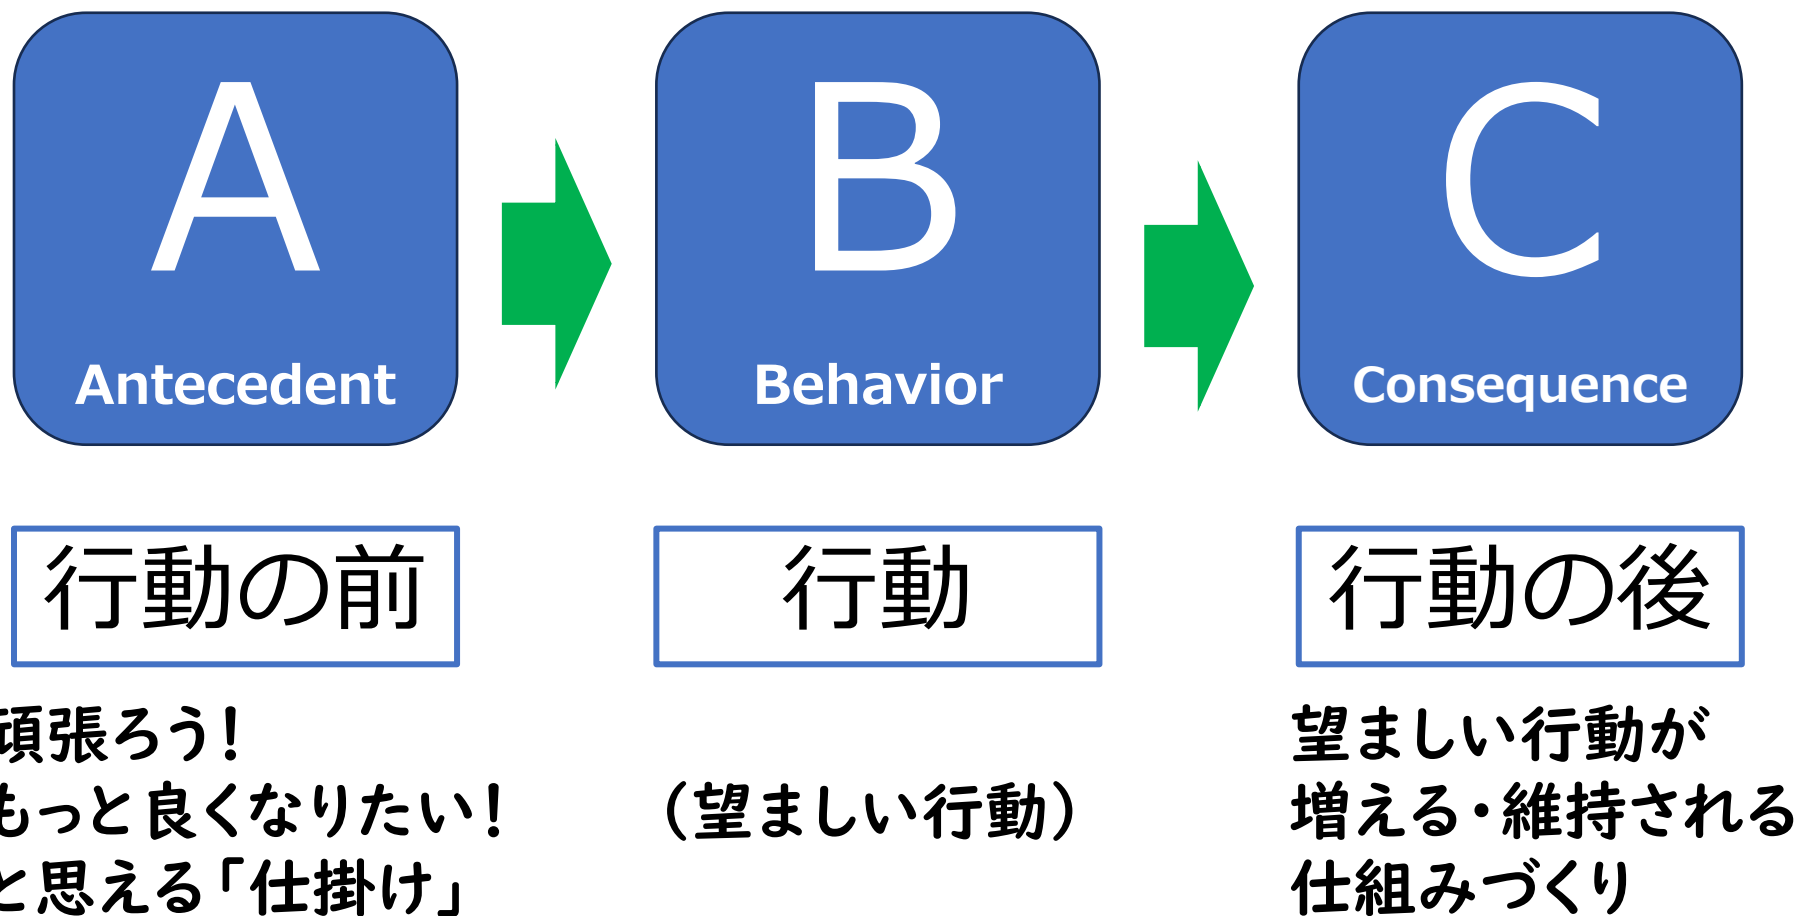 A
Antecedent
行動の前
頑張ろう！
もっと良くなりたい！
と思える「仕掛け」
B
Behavior
行動
（望ましい行動）
C
Consequence
行動の後
望ましい行動が
増える・維持される
仕組みづくり